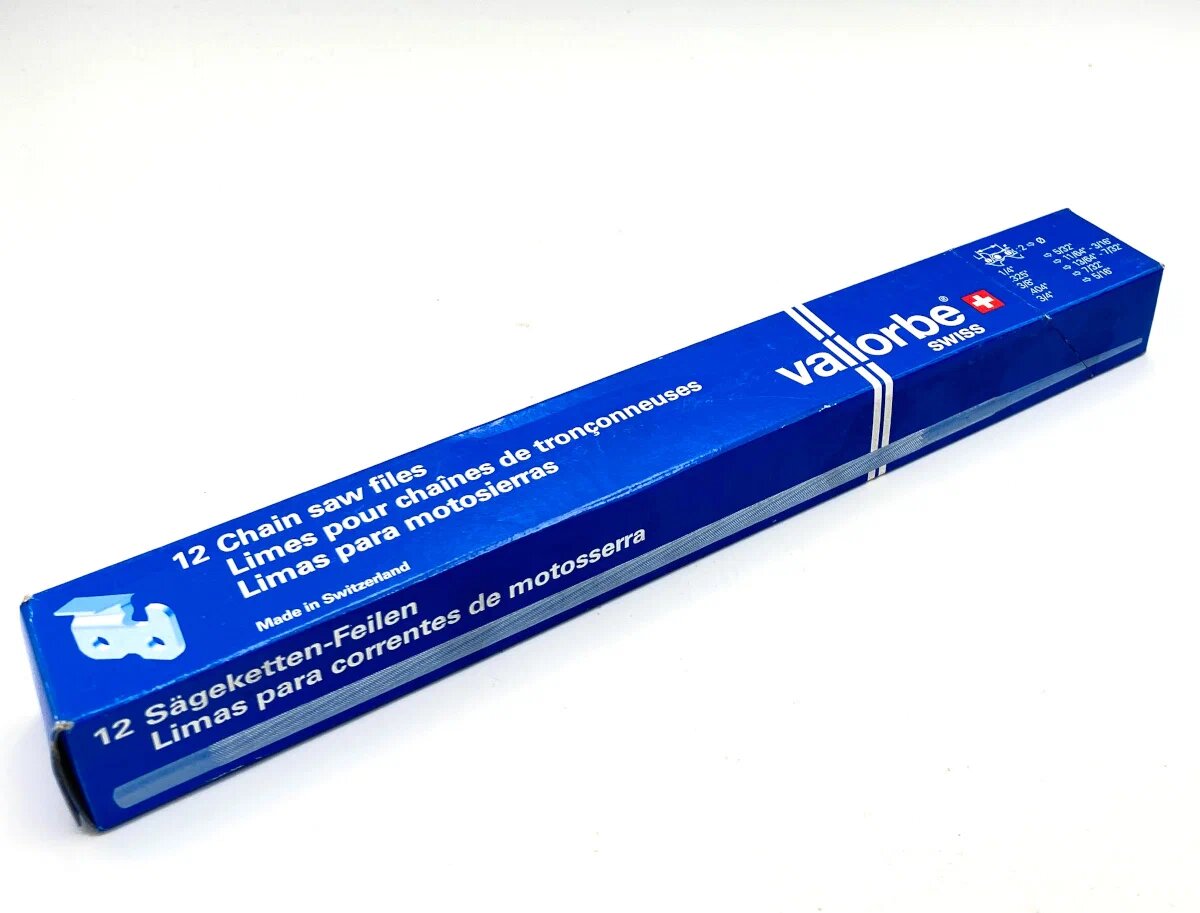 12 Chain saw files
Limes pour chaînes de tronçonneuses
Limas para motosierras
Made in Switzerland
vallorbe®
swiss
:2 ⇨ Ø
1/4" ⇨ 5/32"
.325" ⇨ 11/64" - 3/16"
3/8" ⇨ 13/64" - 7/32"
.404" ⇨ 7/32"
3/4" ⇨ 5/16"
12 Sägeketten-Feilen
Limas para correntes de motosserra